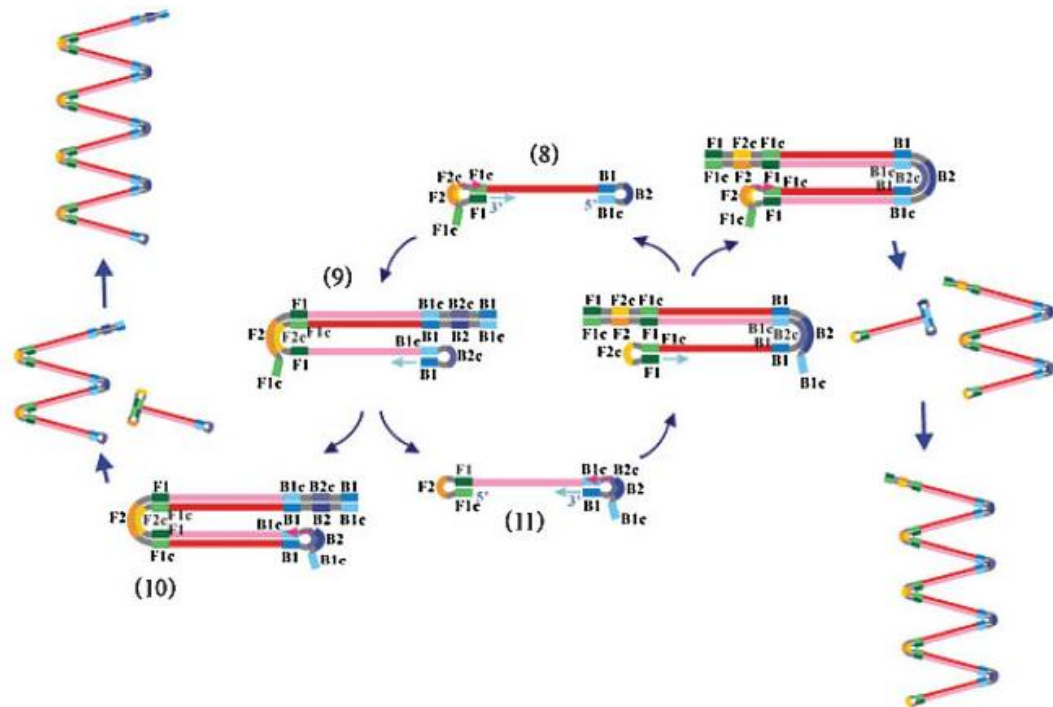 (8)
F2c F1c
F2
F1
3'
F1c
B1
5'
B1c
B2
F1 F2c F1c
F1c F2 F1
F2
F1c
F1
F1c
B1
B1c
B1
B2c
B2
B1c
(9)
F1
F2
F2c
F1c
F1
F1c
B1c B2c B1
B1 B2 B1c
B1c
B2c
B1
F1 F2c F1c
F1c F2 F1
F2c
F1c
F1
B1
B1c
B1
B2c
B1
B2
B1c
F1
F2
F2c
F1c
F1
F1c
B1c B2c B1
B1 B2 B1c
B1c
B2
B1
B1c
(10)
F1
F2
F1c
5'
B1c
B2c
B2
3'
B1
B1c
(11)